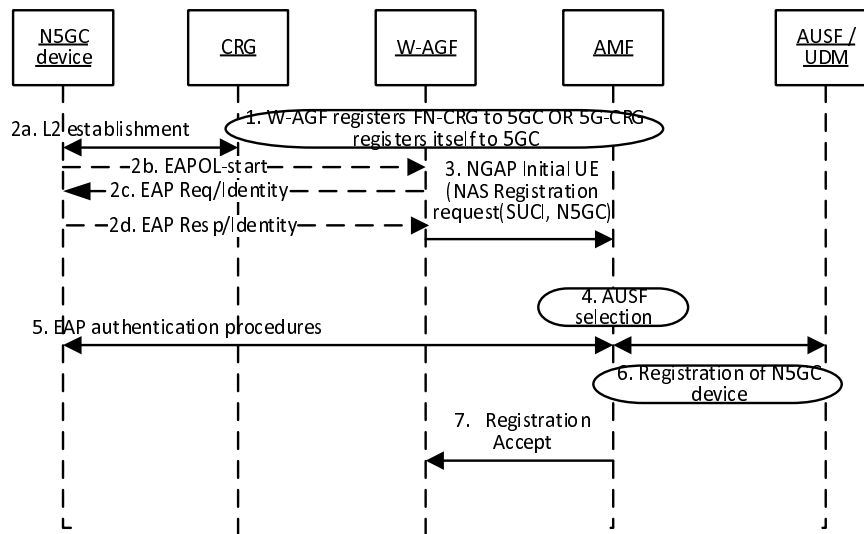 N5GC
device
CRG
W-AGF
AMF
AUSF /
UDM
1. W-AGF registers FN-CRG to 5GC OR 5G-CRG
registers itself to 5GC
2a. L2 establishment
2b. EAPOL-start
2c. EAP Req/Identity
2d. EAP Resp/Identity
3. NGAP Initial UE
(NAS Registration
request(SUCI, N5GC)
4. AUSF
selection
5. EAP authentication procedures
6. Registration of N5GC
device
7. Registration
Accept